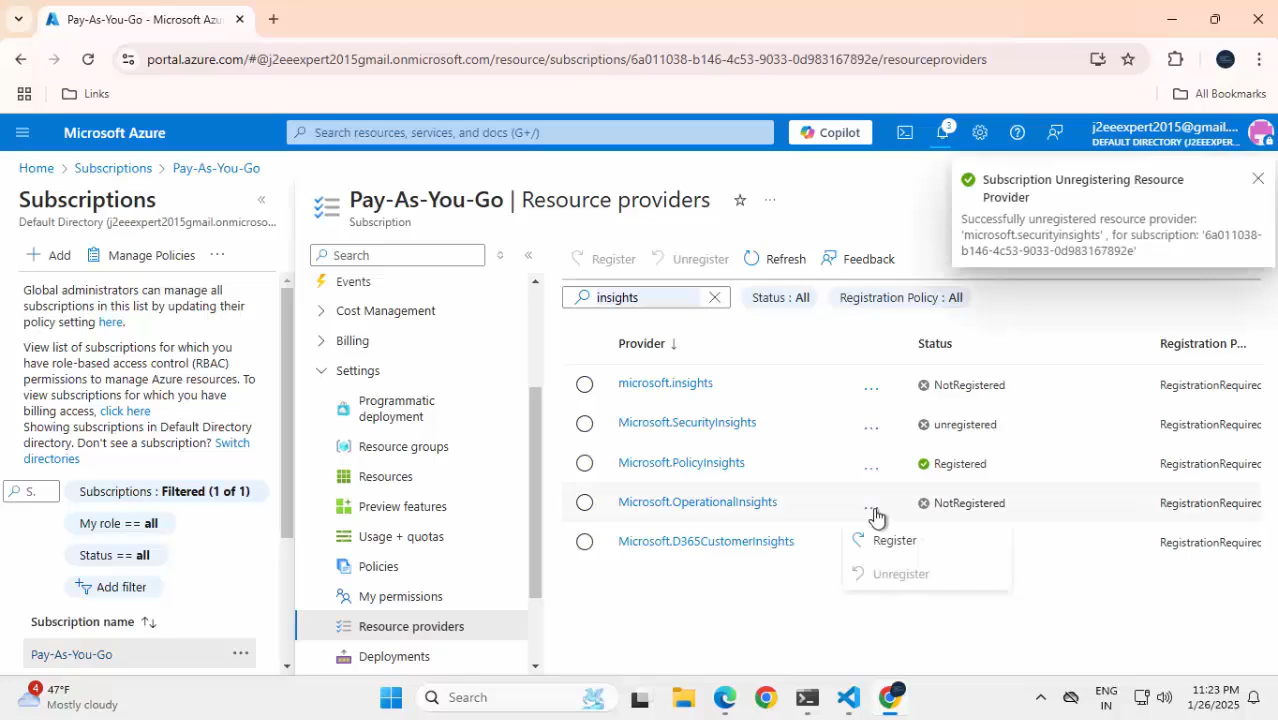 Pay-As-You-Go - Microsoft Azure
portal.azure.com/#@j2eeexpert2015gmail.onmicrosoft.com/resource/subscriptions/6a011038-b146-4c53-9033-0d983167892e/resourceproviders
Links
All Bookmarks
Microsoft Azure
Search resources, services, and docs (G+/)
Copilot
3
j2eeexpert2015@gmail....
DEFAULT DIRECTORY (J2EEEXPER...
Home
Subscriptions
Pay-As-You-Go
Subscriptions
Default Directory (j2eeexpert2015gmail.onmicroso...
Add
Manage Policies
...
Global administrators can manage all
subscriptions in this list by updating their
policy setting here.
View list of subscriptions for which you
have role-based access control (RBAC)
permissions to manage Azure resources. To
view subscriptions for which you have
billing access, click here
Showing subscriptions in Default Directory
directory. Don't see a subscription? Switch
directories
S.
Subscriptions : Filtered (1 of 1)
My role == all
Status == all
Add filter
Subscription name
Pay-As-You-Go
...
Pay-As-You-Go | Resource providers
...
Subscription
Search
Events
Cost Management
Billing
Settings
Programmatic
deployment
Resource groups
Resources
Preview features
Usage + quotas
Policies
My permissions
Resource providers
Deployments
Register
Unregister
Refresh
Feedback
insights
Status : All
Registration Policy : All
Provider
Status
Registration P...
microsoft.insights
...
NotRegistered
RegistrationRequired
Microsoft.SecurityInsights
...
unregistered
RegistrationRequired
Microsoft.PolicyInsights
...
Registered
RegistrationRequired
Microsoft.OperationalInsights
...
NotRegistered
RegistrationRequired
Microsoft.D365CustomerInsights
RegistrationRequired
Register
Unregister
Subscription Unregistering Resource
Provider
Successfully unregistered resource provider:
'microsoft.securityinsights' , for subscription: '6a011038-
b146-4c53-9033-0d983167892e'
4
47°F
Mostly cloudy
Search
ENG
IN
11:23 PM
1/26/2025